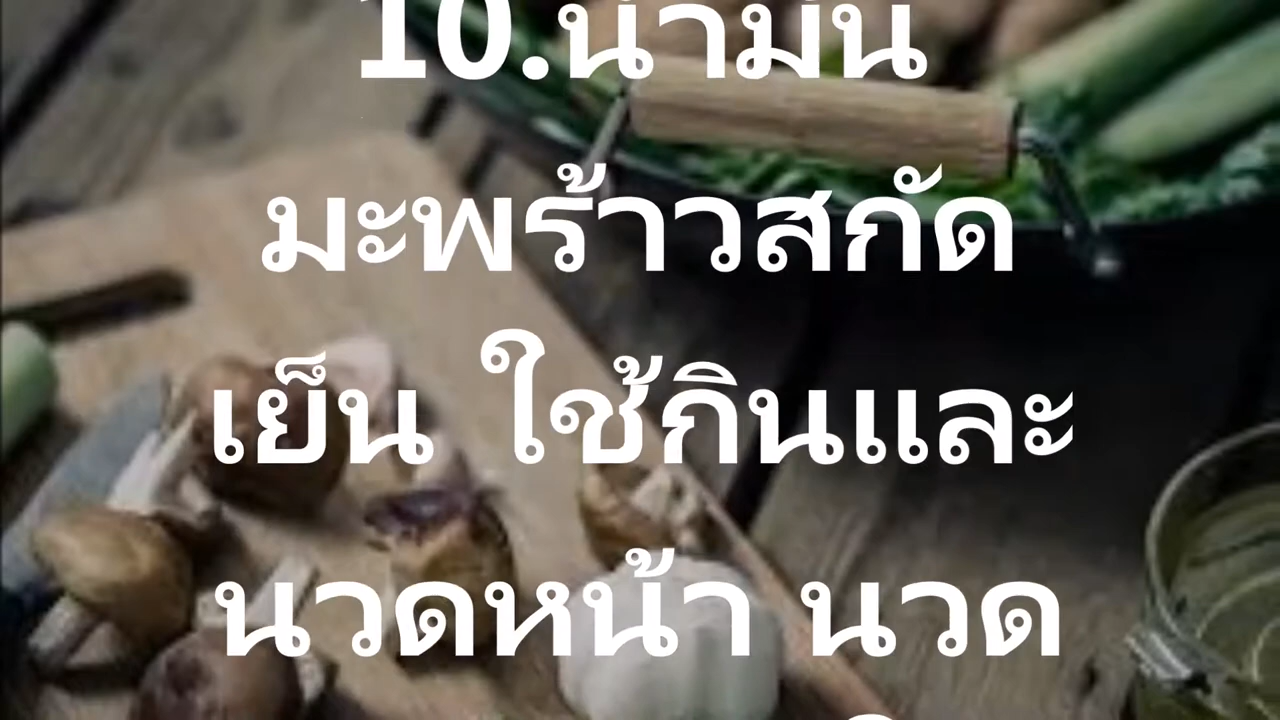 10.น้ำมัน
มะพร้าวสกัด
เย็น ใช้กินและ
นวดหน้า นวด